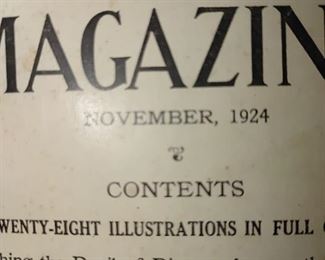 MAGAZIN
NOVEMBER, 1924
CONTENTS
WENTY-EIGHT ILLUSTRATIONS IN FULL